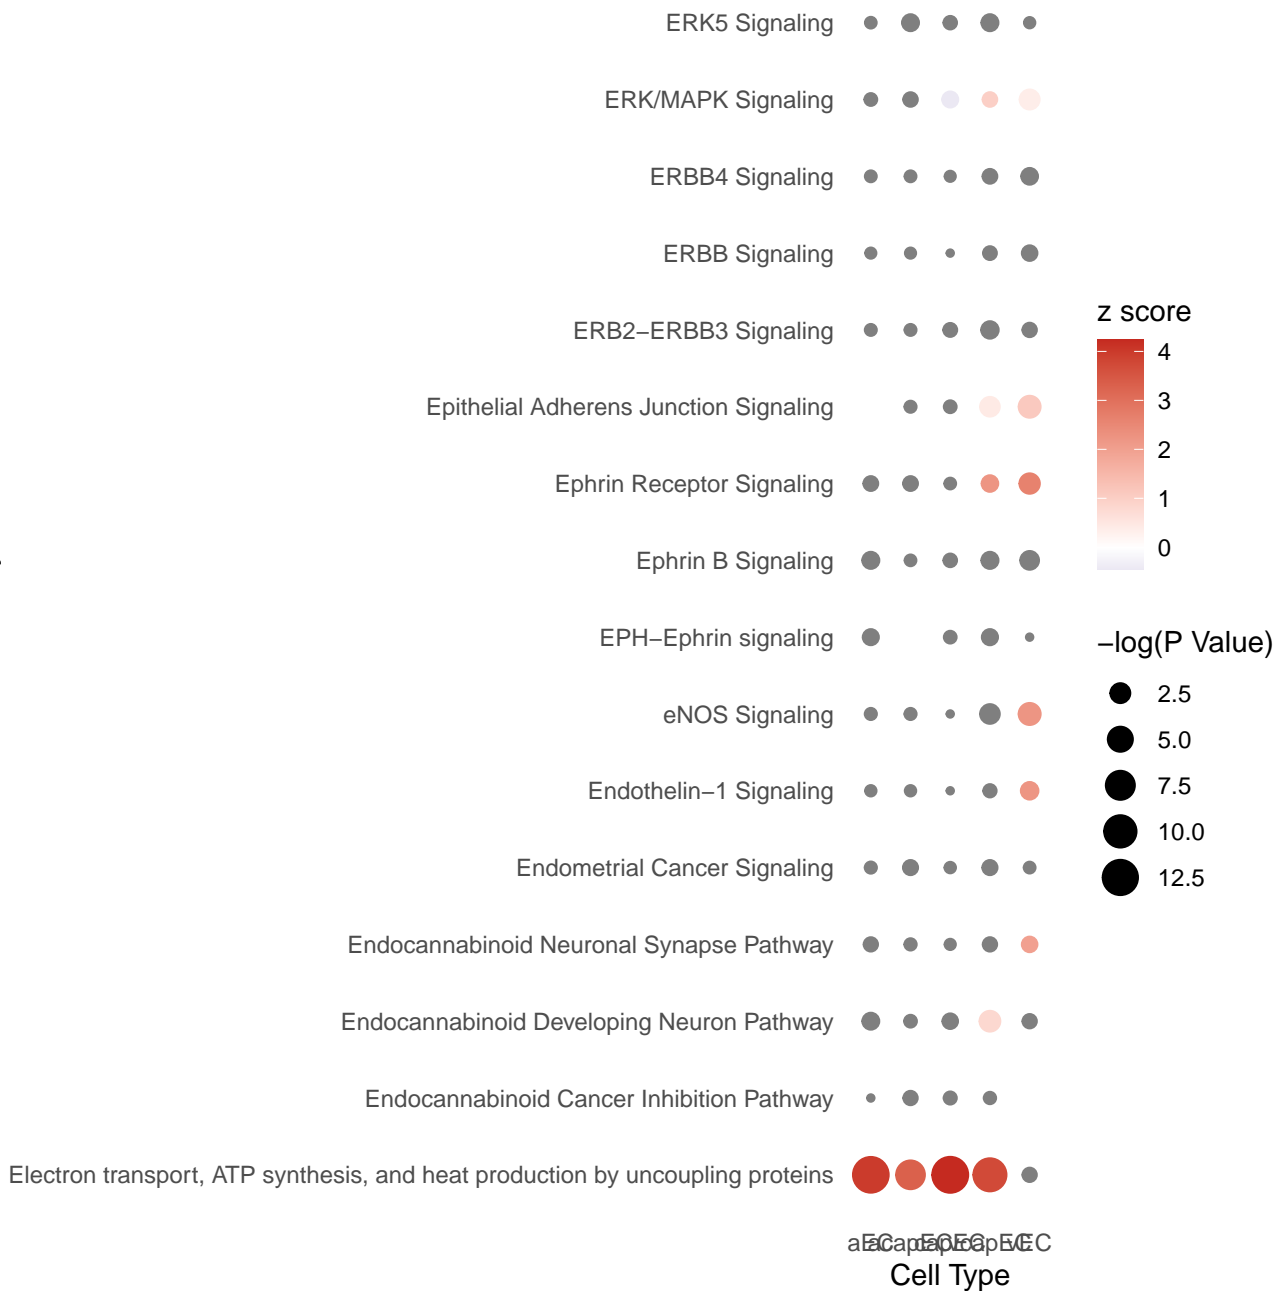 ERK5 Signaling
ERK/MAPK Signaling
ERBB4 Signaling
ERBB Signaling
ERB2−ERBB3 Signaling
Epithelial Adherens Junction Signaling
Ephrin Receptor Signaling
Ephrin B Signaling
EPH−Ephrin signaling
eNOS Signaling
Endothelin−1 Signaling
Endometrial Cancer Signaling
Endocannabinoid Neuronal Synapse Pathway
Endocannabinoid Developing Neuron Pathway
Endocannabinoid Cancer Inhibition Pathway
Electron transport, ATP synthesis, and heat production by uncoupling proteins
aEC vEC
Cell Type
z score
4
3
2
1
0
−log(P Value)
2.5
5.0
7.5
10.0
12.5